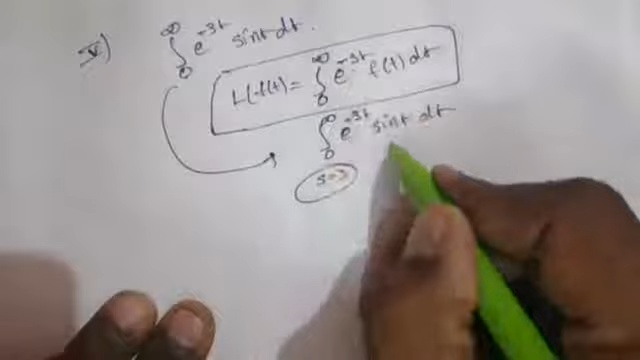 v) ∫₀^∞ e^-3t sint dt.
L(f(t) = ∫₀^∞ e^-st f(t) dt
∫₀^∞ e^-3t sint dt
s=3